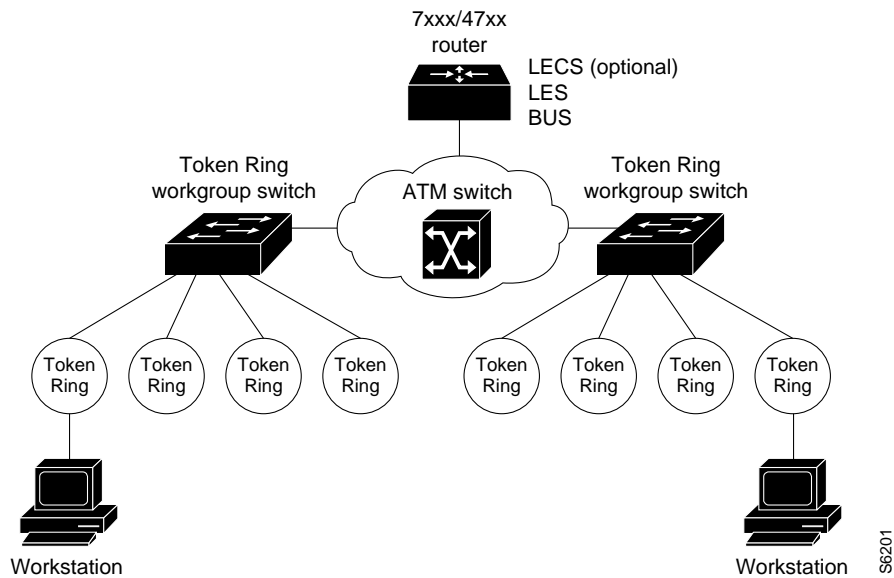 7xxx/47xx
router
LECS (optional)
LES
BUS
Token Ring
workgroup switch
ATM switch
Token Ring
workgroup switch
Token
Ring
Token
Ring
Token
Ring
Token
Ring
Token
Ring
Token
Ring
Token
Ring
Token
Ring
Workstation
Workstation
S6201